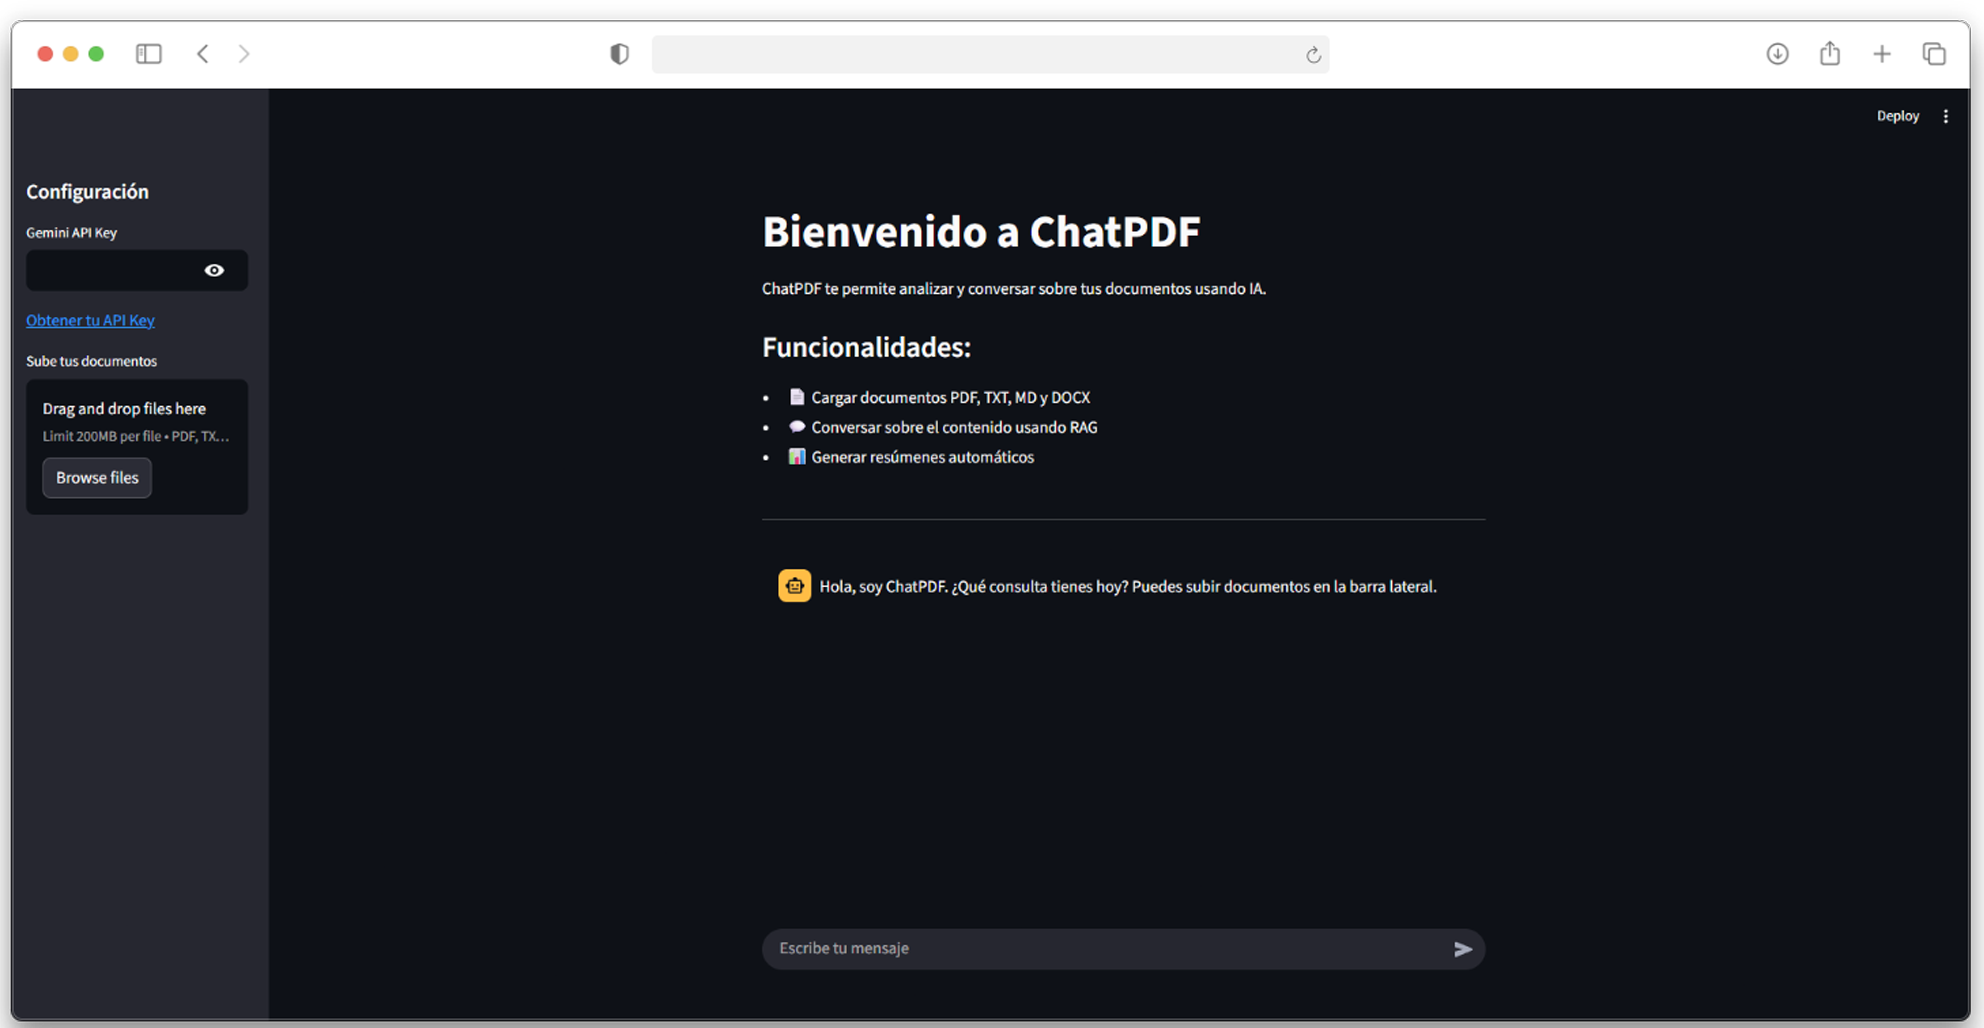 Deploy
Configuración
Gemini API Key
Obtener tu API Key
Sube tus documentos
Drag and drop files here
Limit 200MB per file • PDF, TX...
Browse files
Bienvenido a ChatPDF
ChatPDF te permite analizar y conversar sobre tus documentos usando IA.
Funcionalidades:
• 📄 Cargar documentos PDF, TXT, MD y DOCX
• 💬 Conversar sobre el contenido usando RAG
• 📊 Generar resúmenes automáticos
Hola, soy ChatPDF. ¿Qué consulta tienes hoy? Puedes subir documentos en la barra lateral.
Escribe tu mensaje